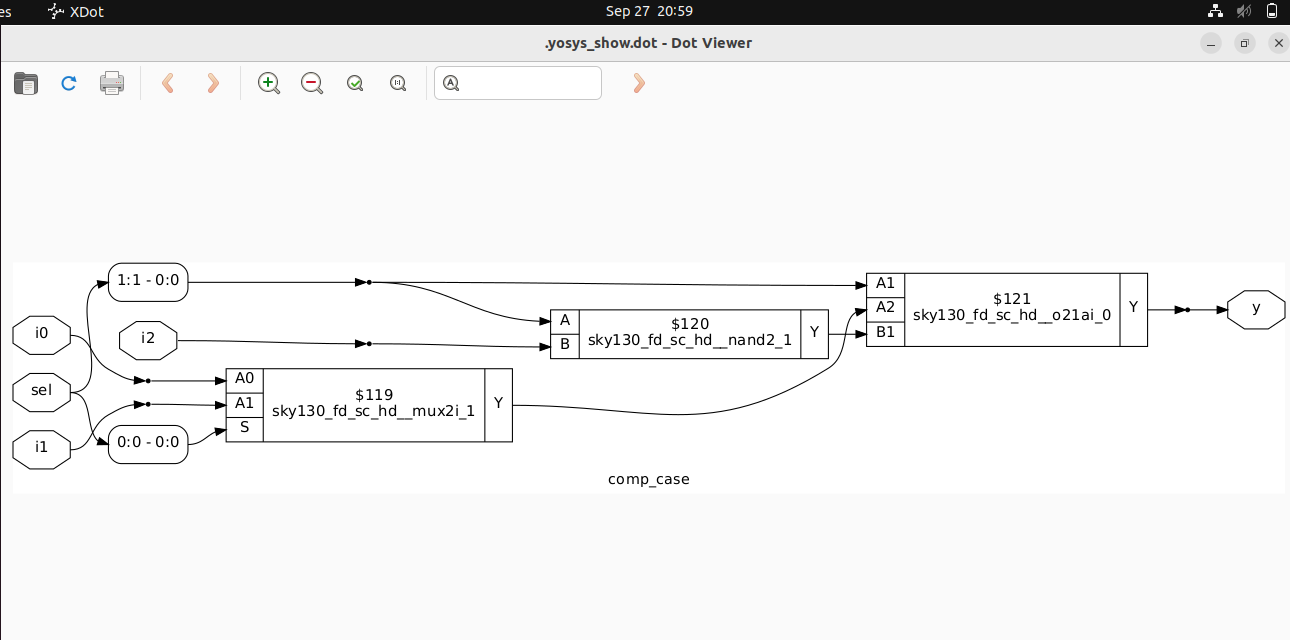 es XDot Sep 27 20:59
.yosys_show.dot - Dot Viewer
1:1 - 0:0
i0
i2
sel
i1
0:0 - 0:0
A0
A1
S
$119
sky130_fd_sc_hd__mux2i_1
Y
A
B
$120
sky130_fd_sc_hd__nand2_1
Y
A1
A2
B1
$121
sky130_fd_sc_hd__o21ai_0
Y
y
comp_case